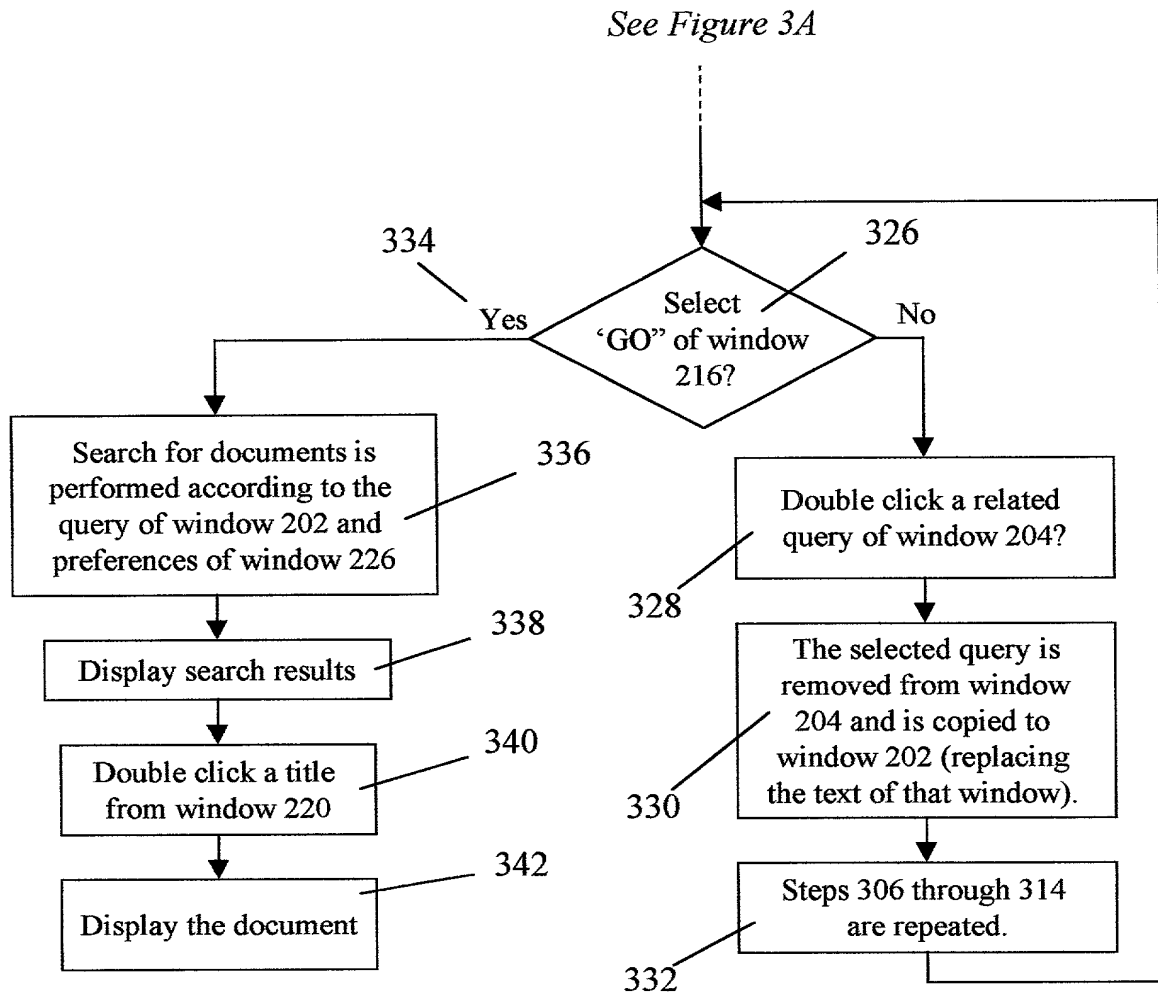 See Figure 3A
334
326
Yes
Select
‘GO” of window
216?
No
Search for documents is
performed according to the
query of window 202 and
preferences of window 226
336
Double click a related
query of window 204?
328
338
Display search results
The selected query is
removed from window
204 and is copied to
window 202 (replacing
the text of that window).
330
340
Double click a title
from window 220
342
Display the document
Steps 306 through 314
are repeated.
332